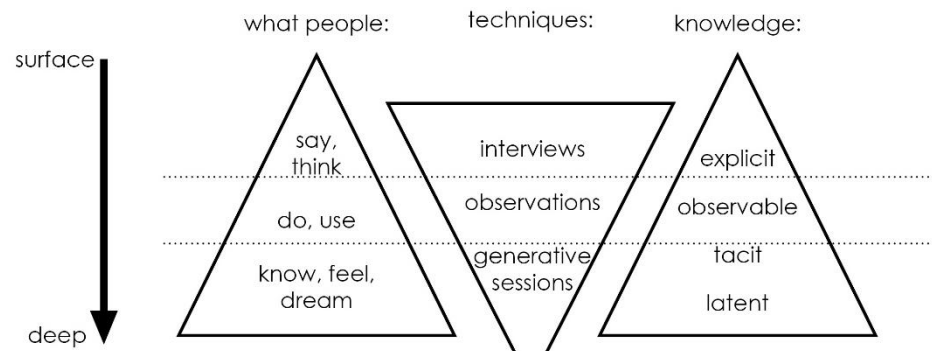 what people:
techniques:
knowledge:
surface
say,
think
interviews
explicit
do, use
observations
observable
know, feel,
dream
generative
sessions
tacit
latent
deep